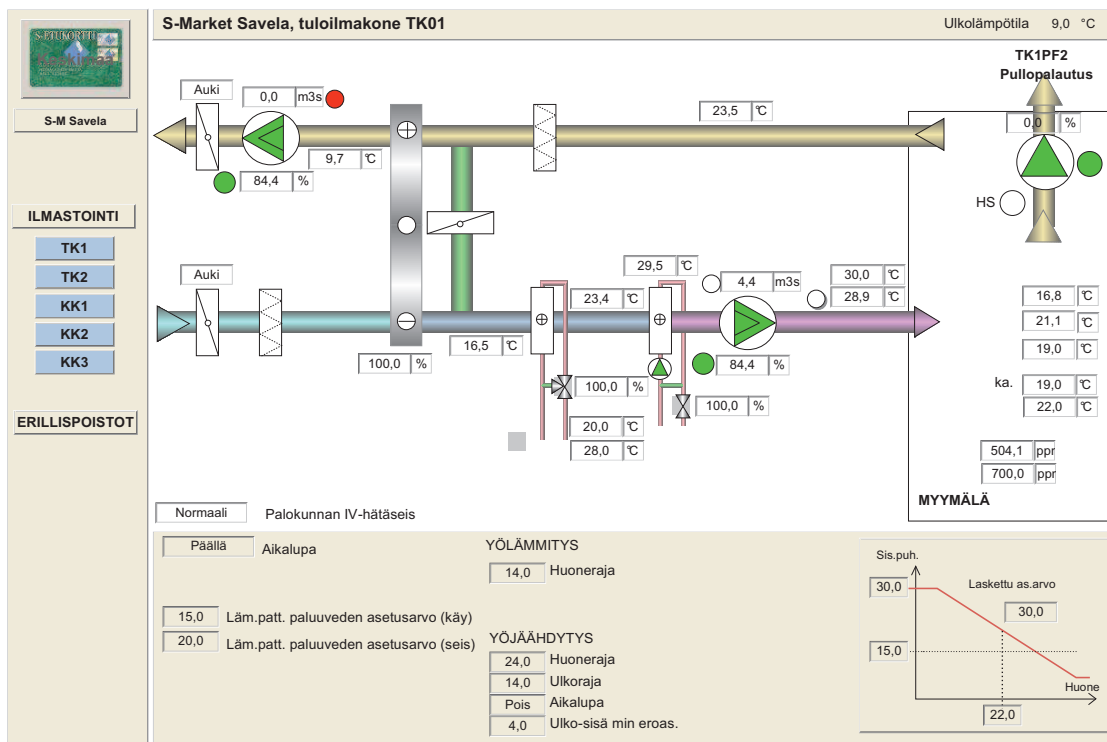 S-ETUKORTTI
Keskimaa
S-M Savela
ILMASTOINTI
TK1
TK2
KK1
KK2
KK3
ERILLISPOISTOT
S-Market Savela, tuloilmakone TK01
Ulkolämpötila 9,0 °C
TK1PF2
Pullopalautus
Auki
0,0 m3s
23,5 °C
0,0 %
9,7 °C
84,4 %
HS
Auki
29,5 °C
4,4 m3s
30,0 °C
28,9 °C
23,4 °C
16,5 °C
100,0 %
84,4 %
100,0 %
100,0 %
20,0 °C
28,0 °C
16,8 °C
21,1 °C
19,0 °C
ka. 19,0 °C
22,0 °C
504,1 ppr
700,0 ppr
MYYMÄLÄ
Normaali Palokunnan IV-hätäseis
Päällä Aikalupa
15,0 Läm.patt. paluuveden asetusarvo (käy)
20,0 Läm.patt. paluuveden asetusarvo (seis)
YÖLÄMMITYS
14,0 Huoneraja
YÖJÄÄHDYTYS
24,0 Huoneraja
14,0 Ulkoraja
Pois Aikalupa
4,0 Ulko-sisä min eroas.
Sis.puh.
30,0
Laskettu as.arvo
30,0
15,0
Huone
22,0